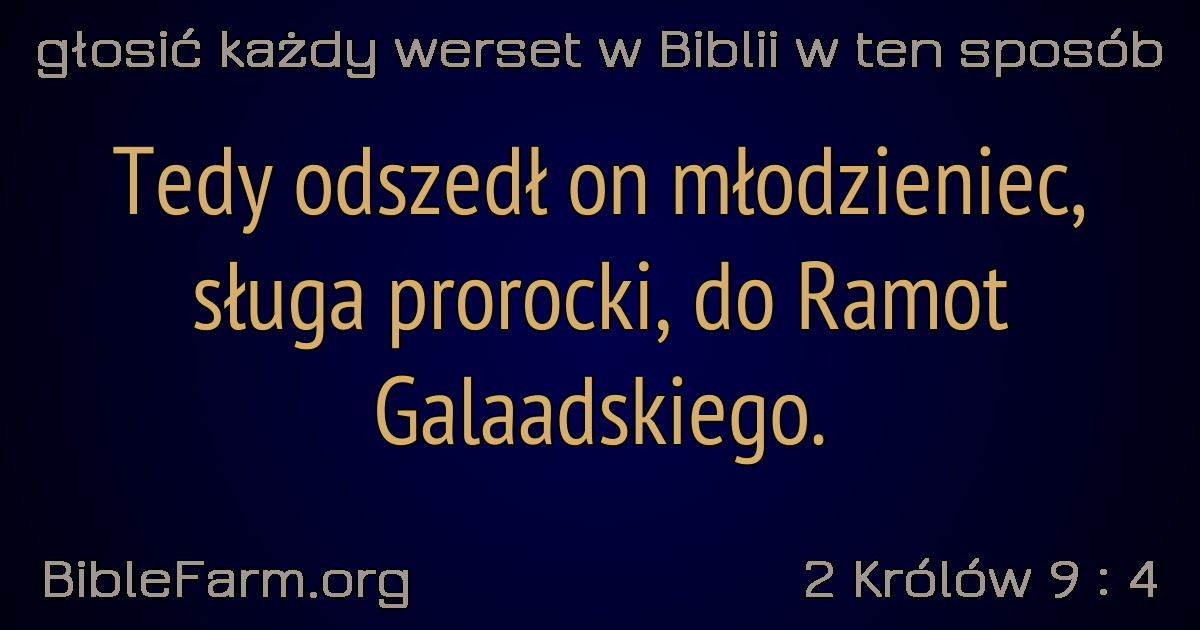 głosić każdy werset w Biblii w ten sposób
Tedy odszedł on młodzieniec,
sługa prorocki, do Ramot
Galaadskiego.
BibleFarm.org
2 Królów 9 : 4